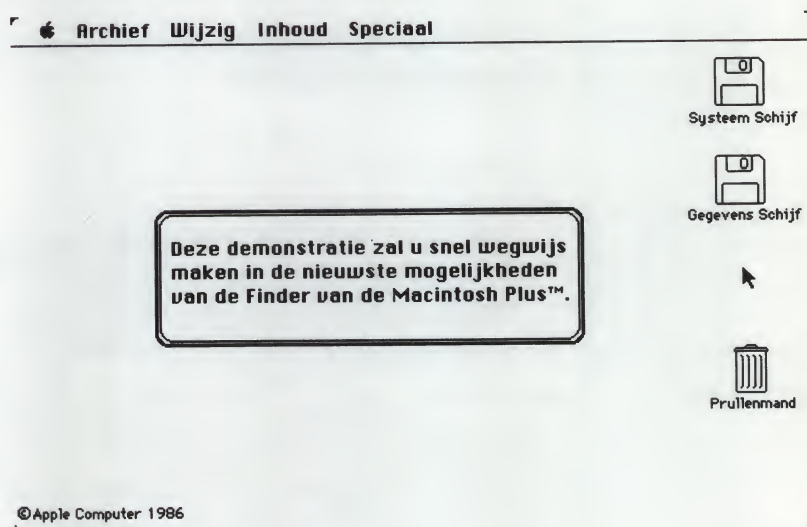 Archief Wijzig Inhoud Speciaal
Systeem Schijf
Gegevens Schijf
Deze demonstratie zal u snel wegwijs
maken in de nieuwste mogelijkheden
van de Finder van de Macintosh Plus™.
Prullenmand
©Apple Computer 1986